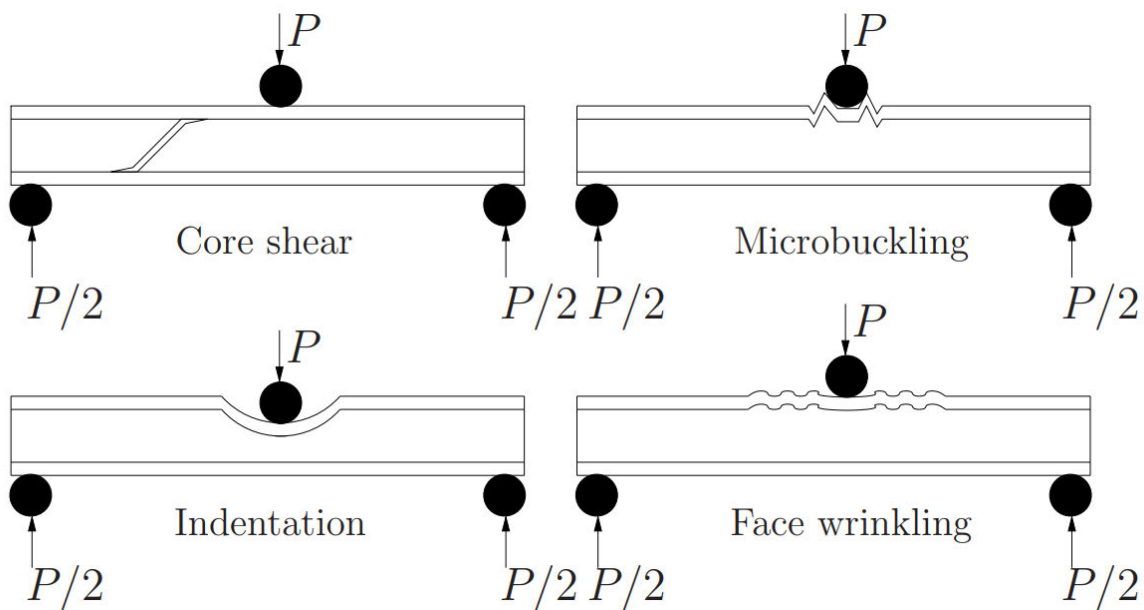 P
P
Core shear
Microbuckling
P/2
P/2
P/2
P/2
P
P
Indentation
Face wrinkling
P/2
P/2
P/2
P/2